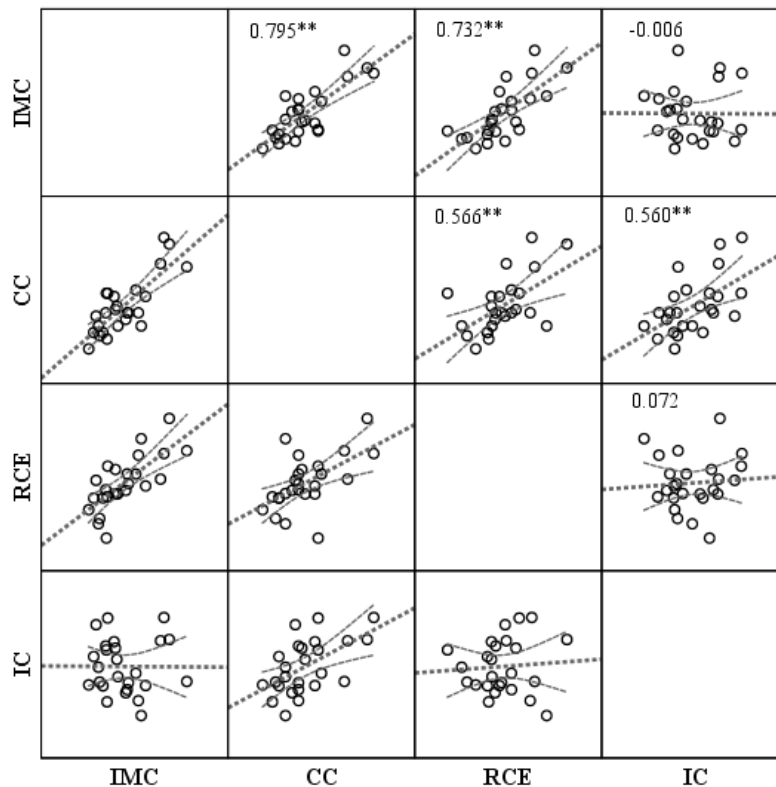 0.795** 0.732** -0.006
IMC
0.566** 0.560**
CC
0.072
RCE
IC
IMC CC RCE IC